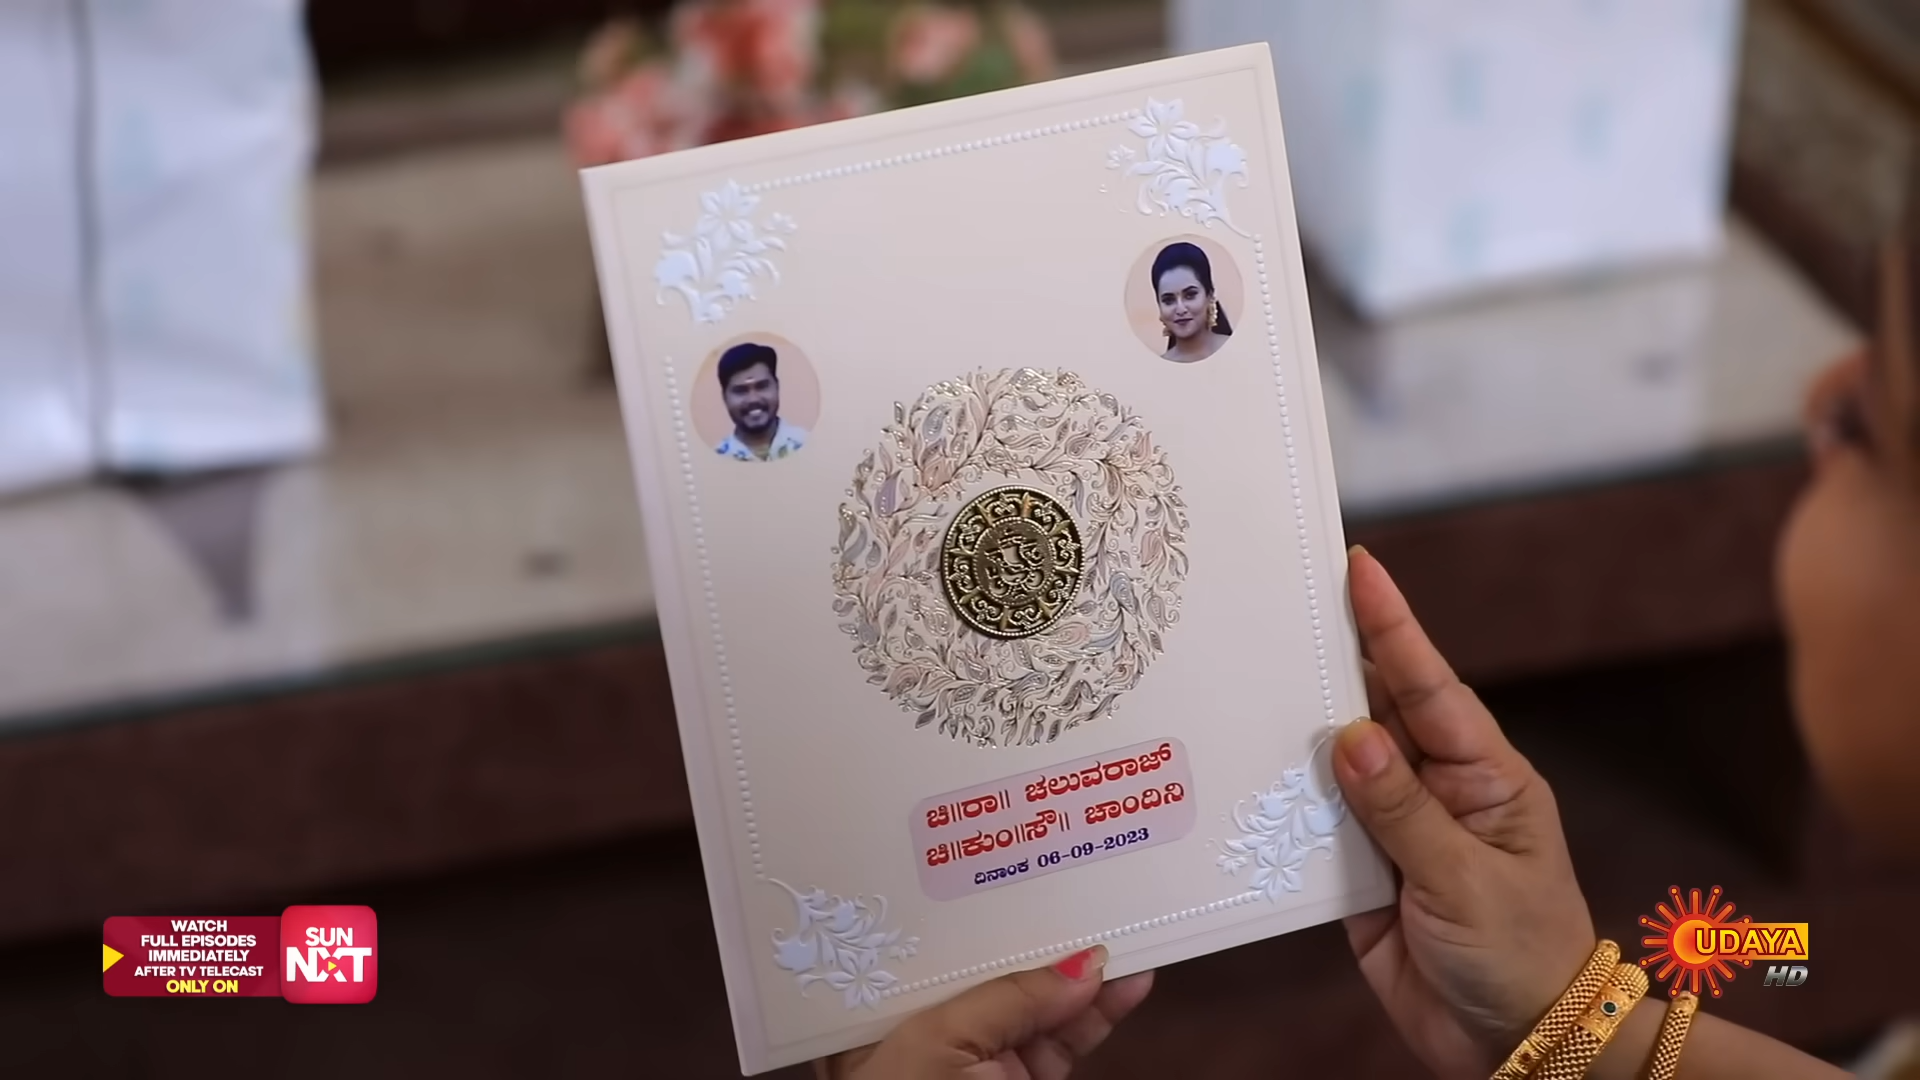 ಚಿ||ರಾ|| ಚಲುವರಾಜ್
ಚಿ||ಕುಂ||ಸೌ|| ಚಾಂದಿನಿ
ದಿನಾಂಕ 06-09-2023
WATCH
FULL EPISODES
IMMEDIATELY
AFTER TV TELECAST
ONLY ON
SUN
NXT
UDAYA
HD